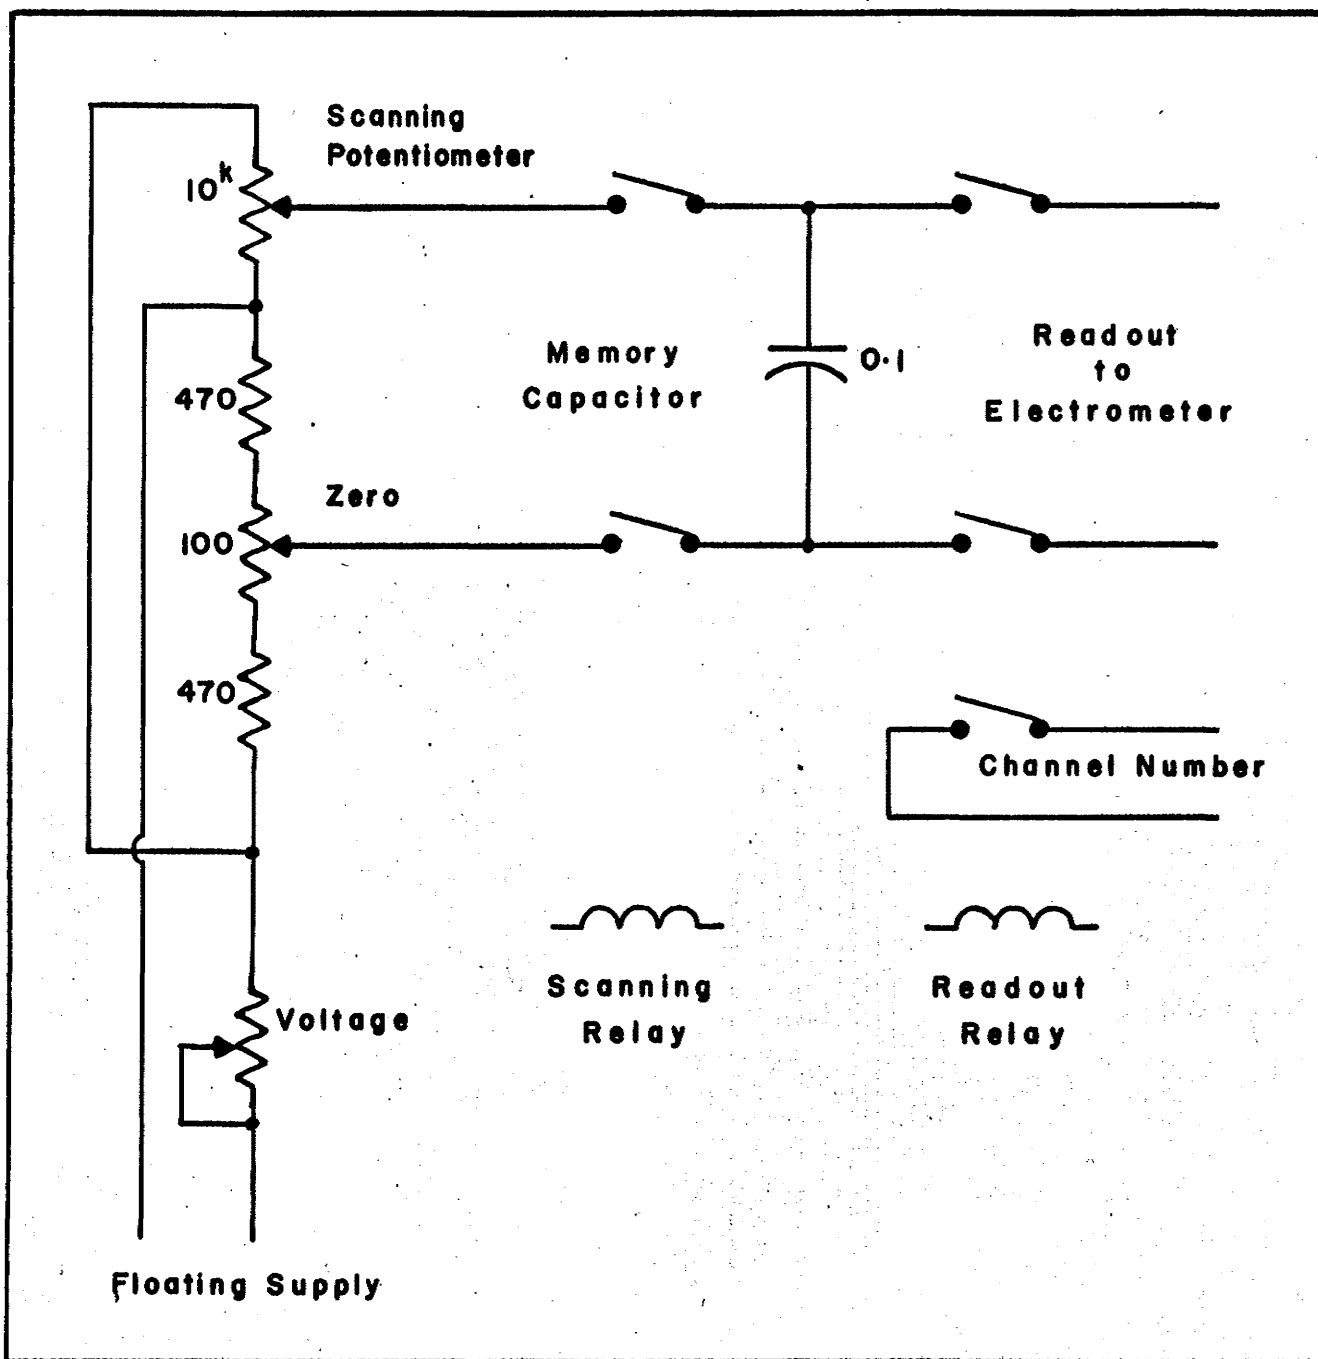 Scanning
Potentiometer
10k
470
Memory
Capacitor
0.1
Readout
to
Electrometer
Zero
100
470
Channel Number
Scanning
Relay
Readout
Relay
Voltage
Floating Supply